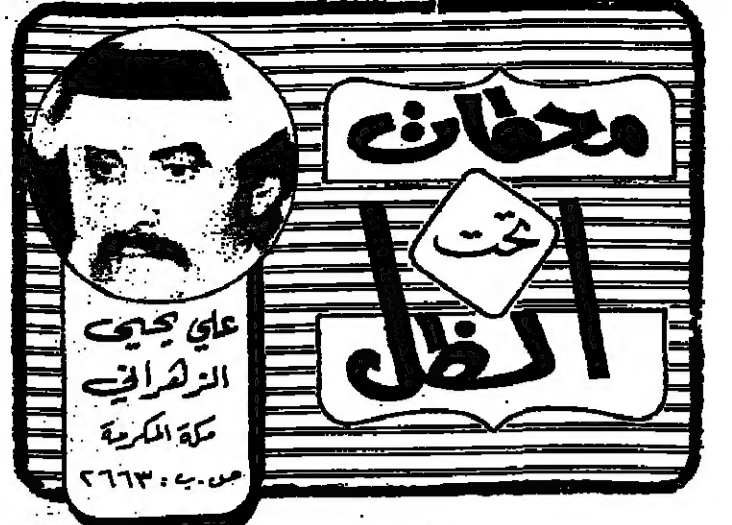 محطات
تحت
الظل
علي يحيى
الزهراني
مكة المكرمة
ص.ب: ٢٦٦٣